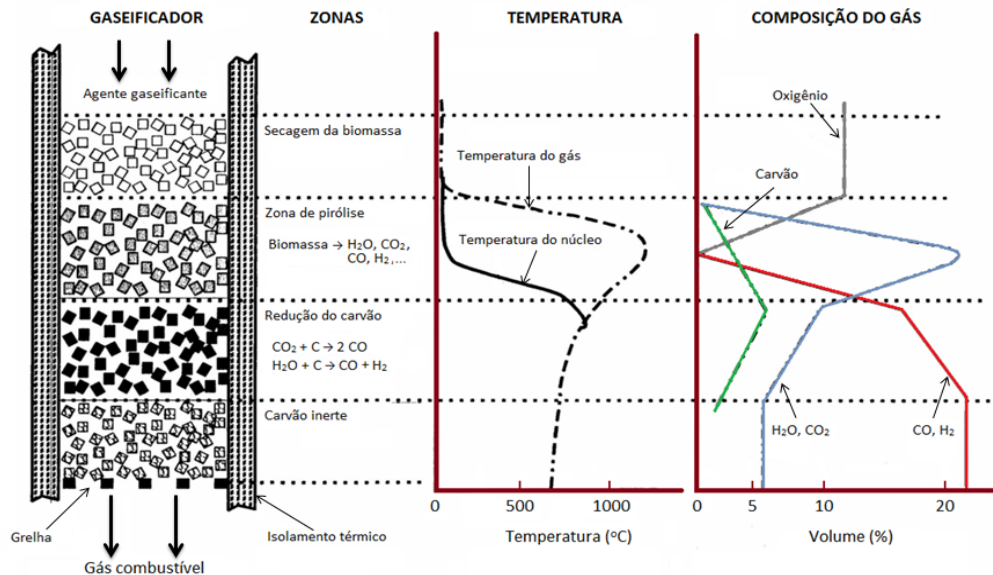 GASEIFICADOR
ZONAS
TEMPERATURA
COMPOSIÇÃO DO GÁS
Agente gaseificante
Oxigênio
Secagem da biomassa
Temperatura do gás
Carvão
Zona de pirólise
Biomassa → H₂O, CO₂,
CO, H₂,...
Temperatura do núcleo
Redução do carvão
CO₂ + C → 2 CO
H₂O + C → CO + H₂
Carvão inerte
H₂O, CO₂
CO, H₂
0
500
1000
0
5
10
20
Grelha
Isolamento térmico
Temperatura (ºC)
Volume (%)
Gás combustível